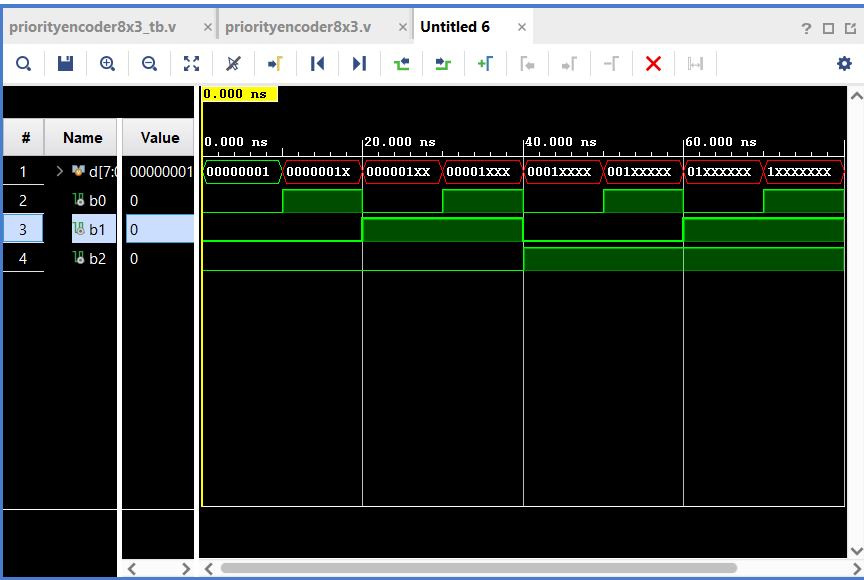 priorityencoder8x3_tb.v × priorityencoder8x3.v × Untitled 6 × ?
0.000 ns
# Name Value
0.000 ns 20.000 ns 40.000 ns 60.000 ns
1 d[7:0 00000001 00000001 0000001x 000001xx 00001xxx 0001xxxx 001xxxxx 01xxxxxx 1xxxxxxx
2 b0 0
3 b1 0
4 b2 0